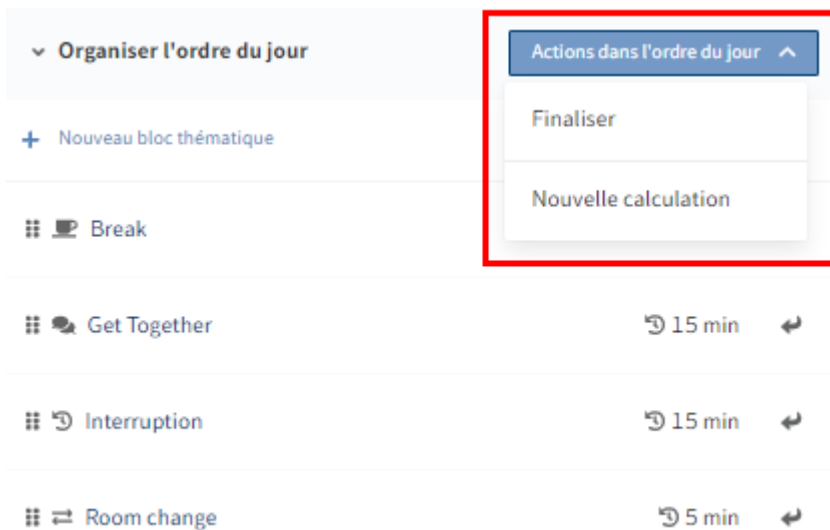 Organiser l'ordre du jour
Actions dans l'ordre du jour
Finaliser
Nouveau bloc thématique
Nouvelle calculation
Break
Get Together 15 min
Interruption 15 min
Room change 5 min